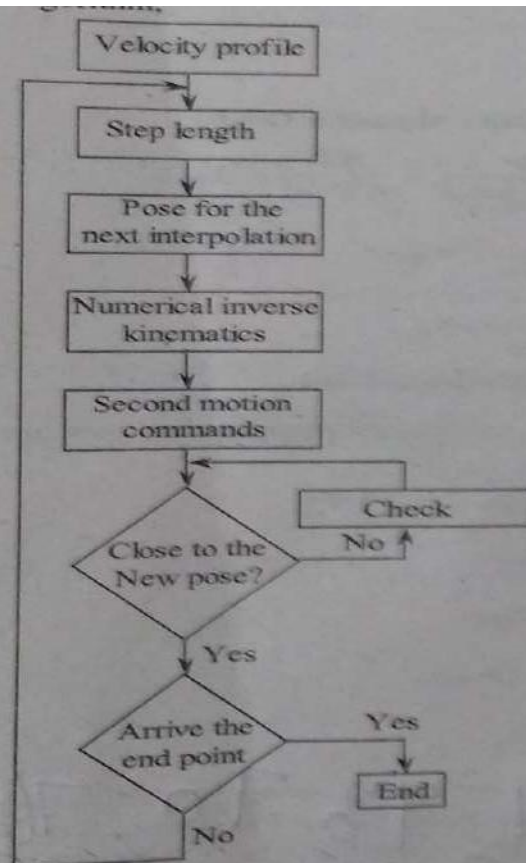 Velocity profile
Step length
Pose for the
next interpolation
Numerical inverse
kinematics
Second motion
commands
Check
Close to the
New pose?
No
Yes
Arrive the
end point
Yes
End
No